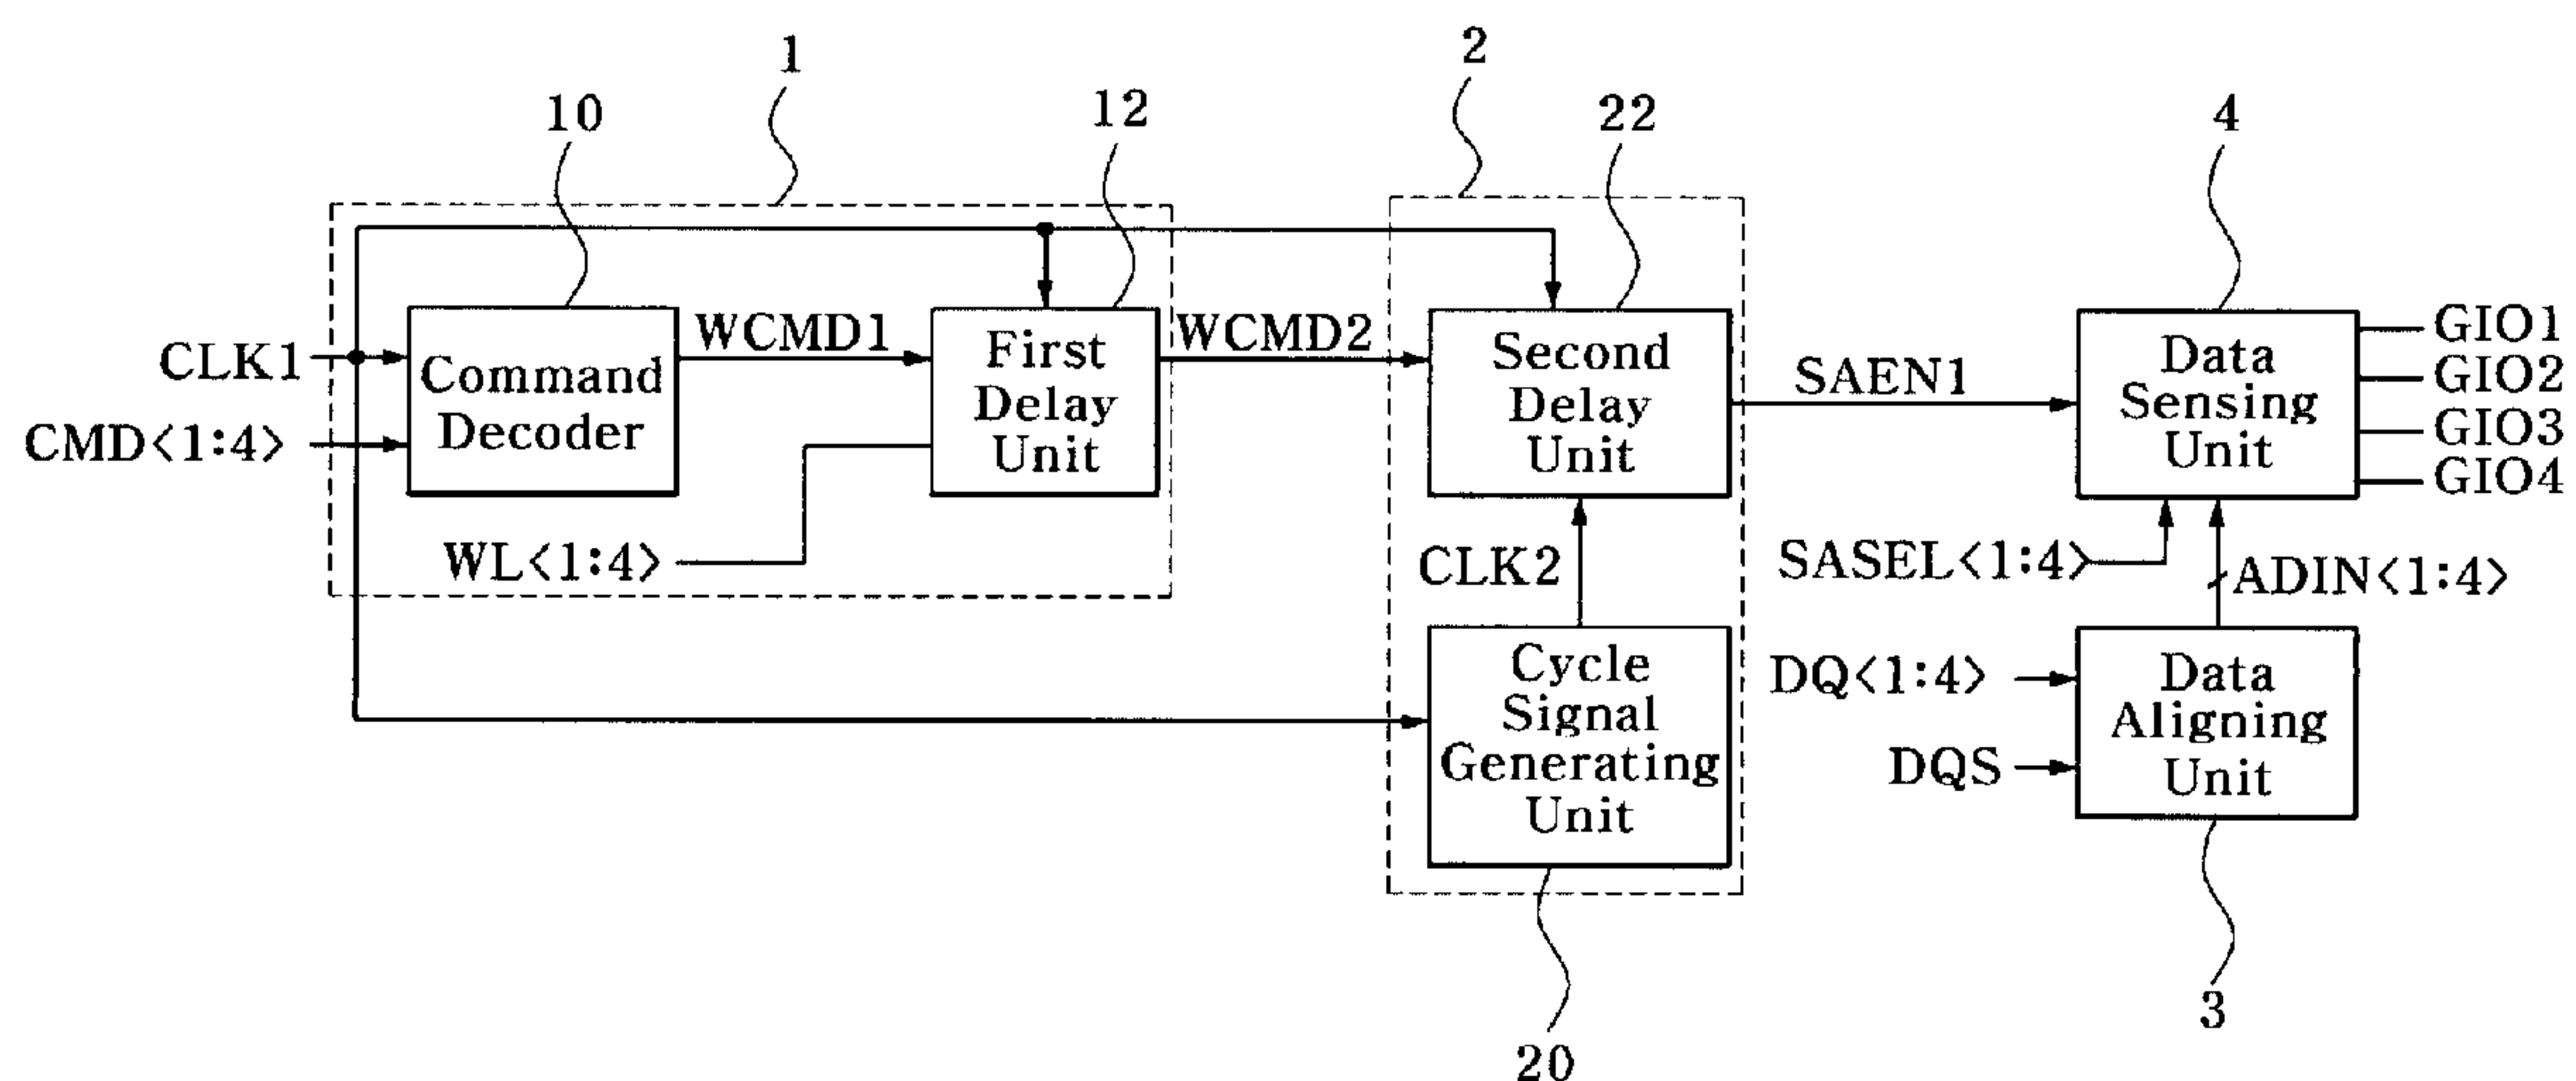 1
2
10
12
22
4
CLK1
CMD<1:4>
Command
Decoder
WCMD1
First
Delay
Unit
WL<1:4>
WCMD2
Second
Delay
Unit
SAEN1
Data
Sensing
Unit
GIO1
GIO2
GIO3
GIO4
CLK2
SASEL<1:4>
ADIN<1:4>
Cycle
Signal
Generating
Unit
DQ<1:4>
DQS
Data
Aligning
Unit
3
20